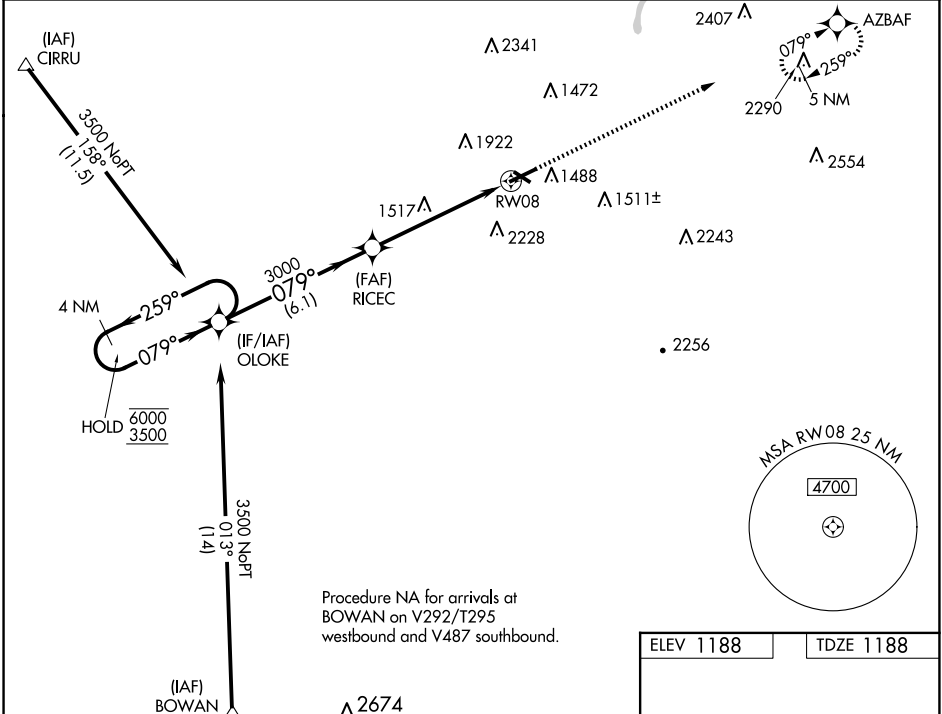 (IAF)
CIRRU
3500 NoPT
158°
(11.5)
2341
1472
1922
1517
RW08
1488
2228
1511±
2243
2256
2407
AZBAF
079°
259°
2290
5 NM
2554
4 NM
259°
079°
HOLD
6000
3500
(IF/IAF)
OLOKE
3000
079°
(6.1)
(FAF)
RICEC
3500 NoPT
013°
(14)
(IAF)
BOWAN
2674
Procedure NA for arrivals at
BOWAN on V292/T295
westbound and V487 southbound.
MSA RW08 25 NM
4700
ELEV 1188
TDZE 1188